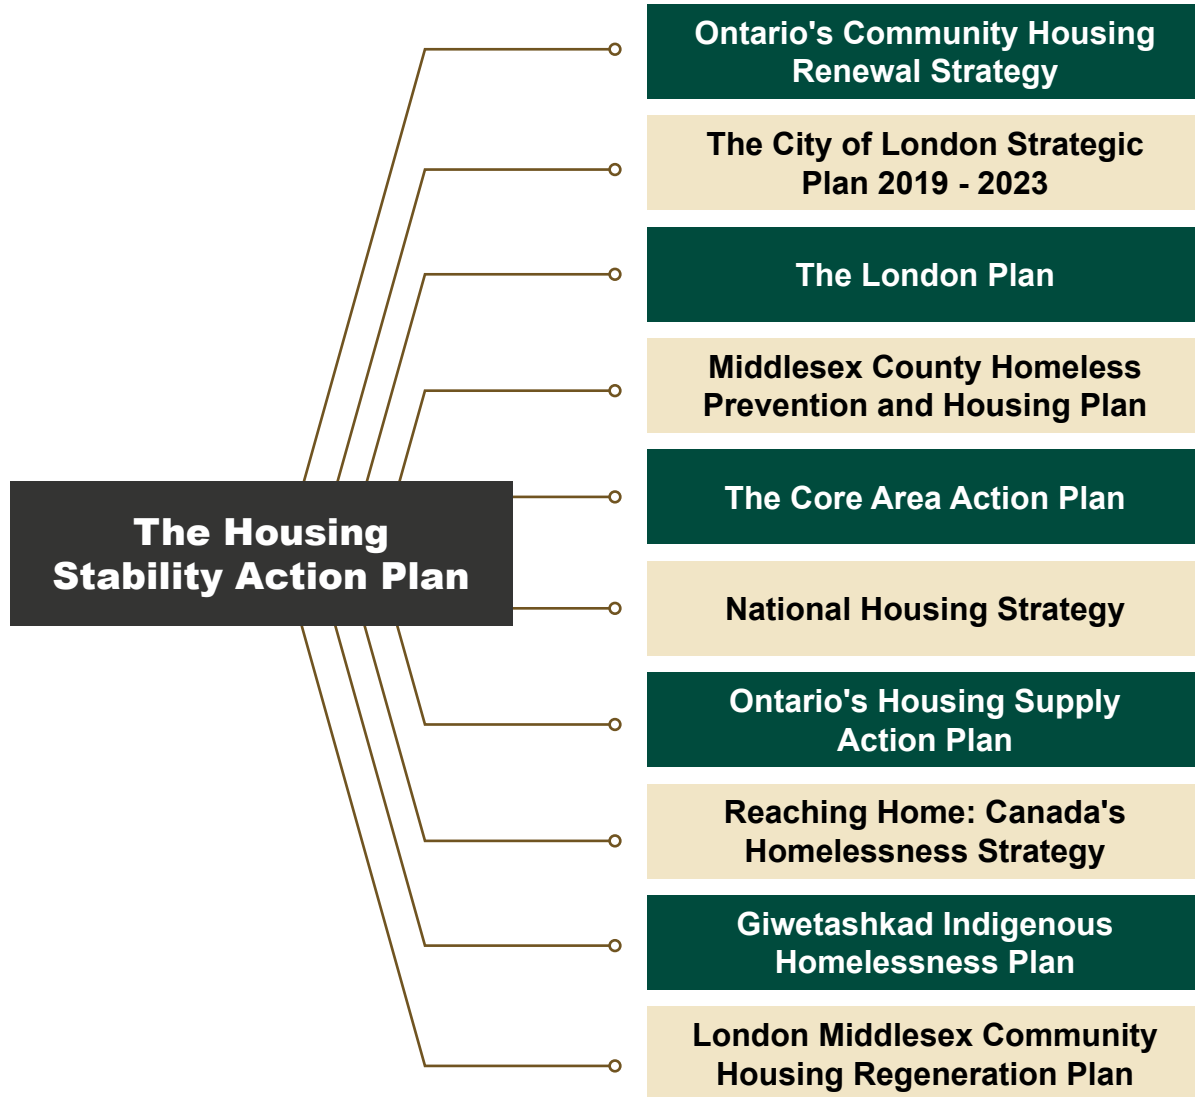 Ontario's Community Housing
Renewal Strategy
The City of London Strategic
Plan 2019 - 2023
The London Plan
Middlesex County Homeless
Prevention and Housing Plan
The Core Area Action Plan
The Housing
Stability Action Plan
National Housing Strategy
Ontario's Housing Supply
Action Plan
Reaching Home: Canada's
Homelessness Strategy
Giwetashkad Indigenous
Homelessness Plan
London Middlesex Community
Housing Regeneration Plan